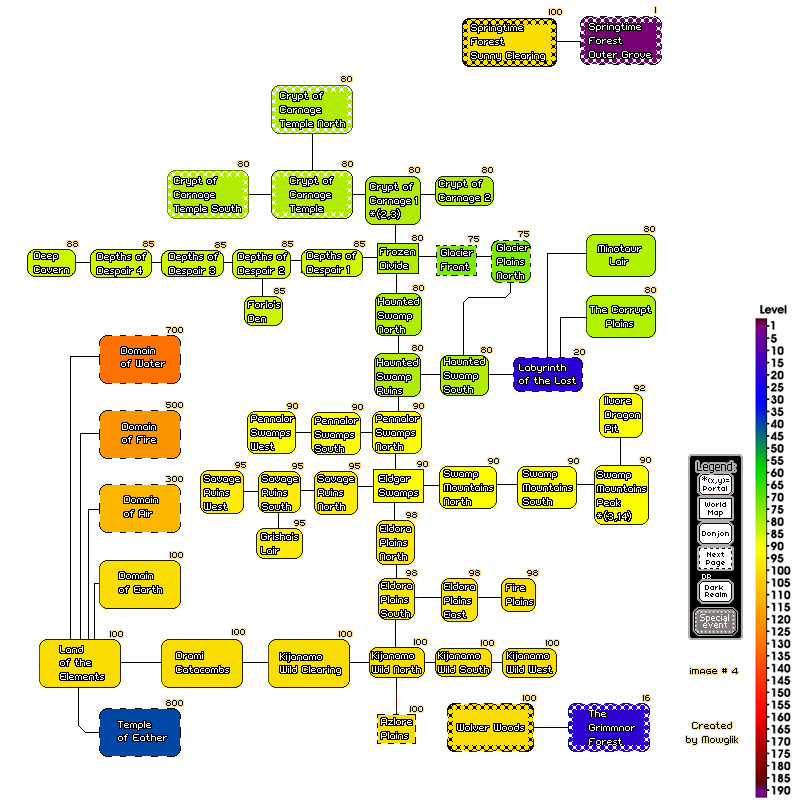 100
1
Springtime
Forest
Sunny Clearing
Springtime
Forest
Outer Grove
80
Crypt of
Carnage
Temple North
80
80
80
80
Crypt of
Carnage
Temple South
Crypt of
Carnage
Temple
Crypt of
Carnage 1
*(2,3)
Crypt of
Carnage 2
88
85
85
85
85
80
75
75
80
Deep
Cavern
Depths of
Despair 4
Depths of
Despair 3
Depths of
Despair 2
Depths of
Despair 1
Frozen
Divide
Glacier
Front
Glacier
Plains
North
Minotaur
Lair
85
Fiorlo's
Den
80
Haunted
Swamp
North
80
The Corrupt
Plains
700
Domain
of Water
80
Haunted
Swamp
Ruins
80
Haunted
Swamp
South
20
Labyrinth
of the Lost
92
Ilvore
Dragon
Pit
500
Domain
of Fire
90
Pennalor
Swamps
West
90
Pennalor
Swamps
South
90
Pennalor
Swamps
North
300
Domain
of Air
95
Savage
Ruins
West
95
Savage
Ruins
South
95
Savage
Ruins
North
90
Eldgar
Swamps
90
Swamp
Mountains
North
90
Swamp
Mountains
South
90
Swamp
Mountains
Peak
*(3,14)
95
Grisha's
Lair
98
Eldora
Plains
North
100
Domain
of Earth
98
Eldora
Plains
South
98
Eldora
Plains
East
98
Fire
Plains
100
Land
of the
Elements
100
Drami
Catacombs
100
Kijanamo
Wild Clearing
100
Kijanamo
Wild North
100
Kijanamo
Wild South
100
Kijanamo
Wild West
800
Temple
of Eather
100
Azlore
Plains
100
Wolver Woods
16
The
Grimmnor
Forest
Legend:
*(x,y)=
Portal
World
Map
Donjon
Next
Page
OR
Dark
Realm
Special
event
image # 4
Created
by Mowglik
Level
1
5
10
15
20
25
30
35
40
45
50
55
60
65
70
75
80
85
90
95
100
105
110
115
120
125
130
135
140
145
150
155
160
165
170
175
180
185
190